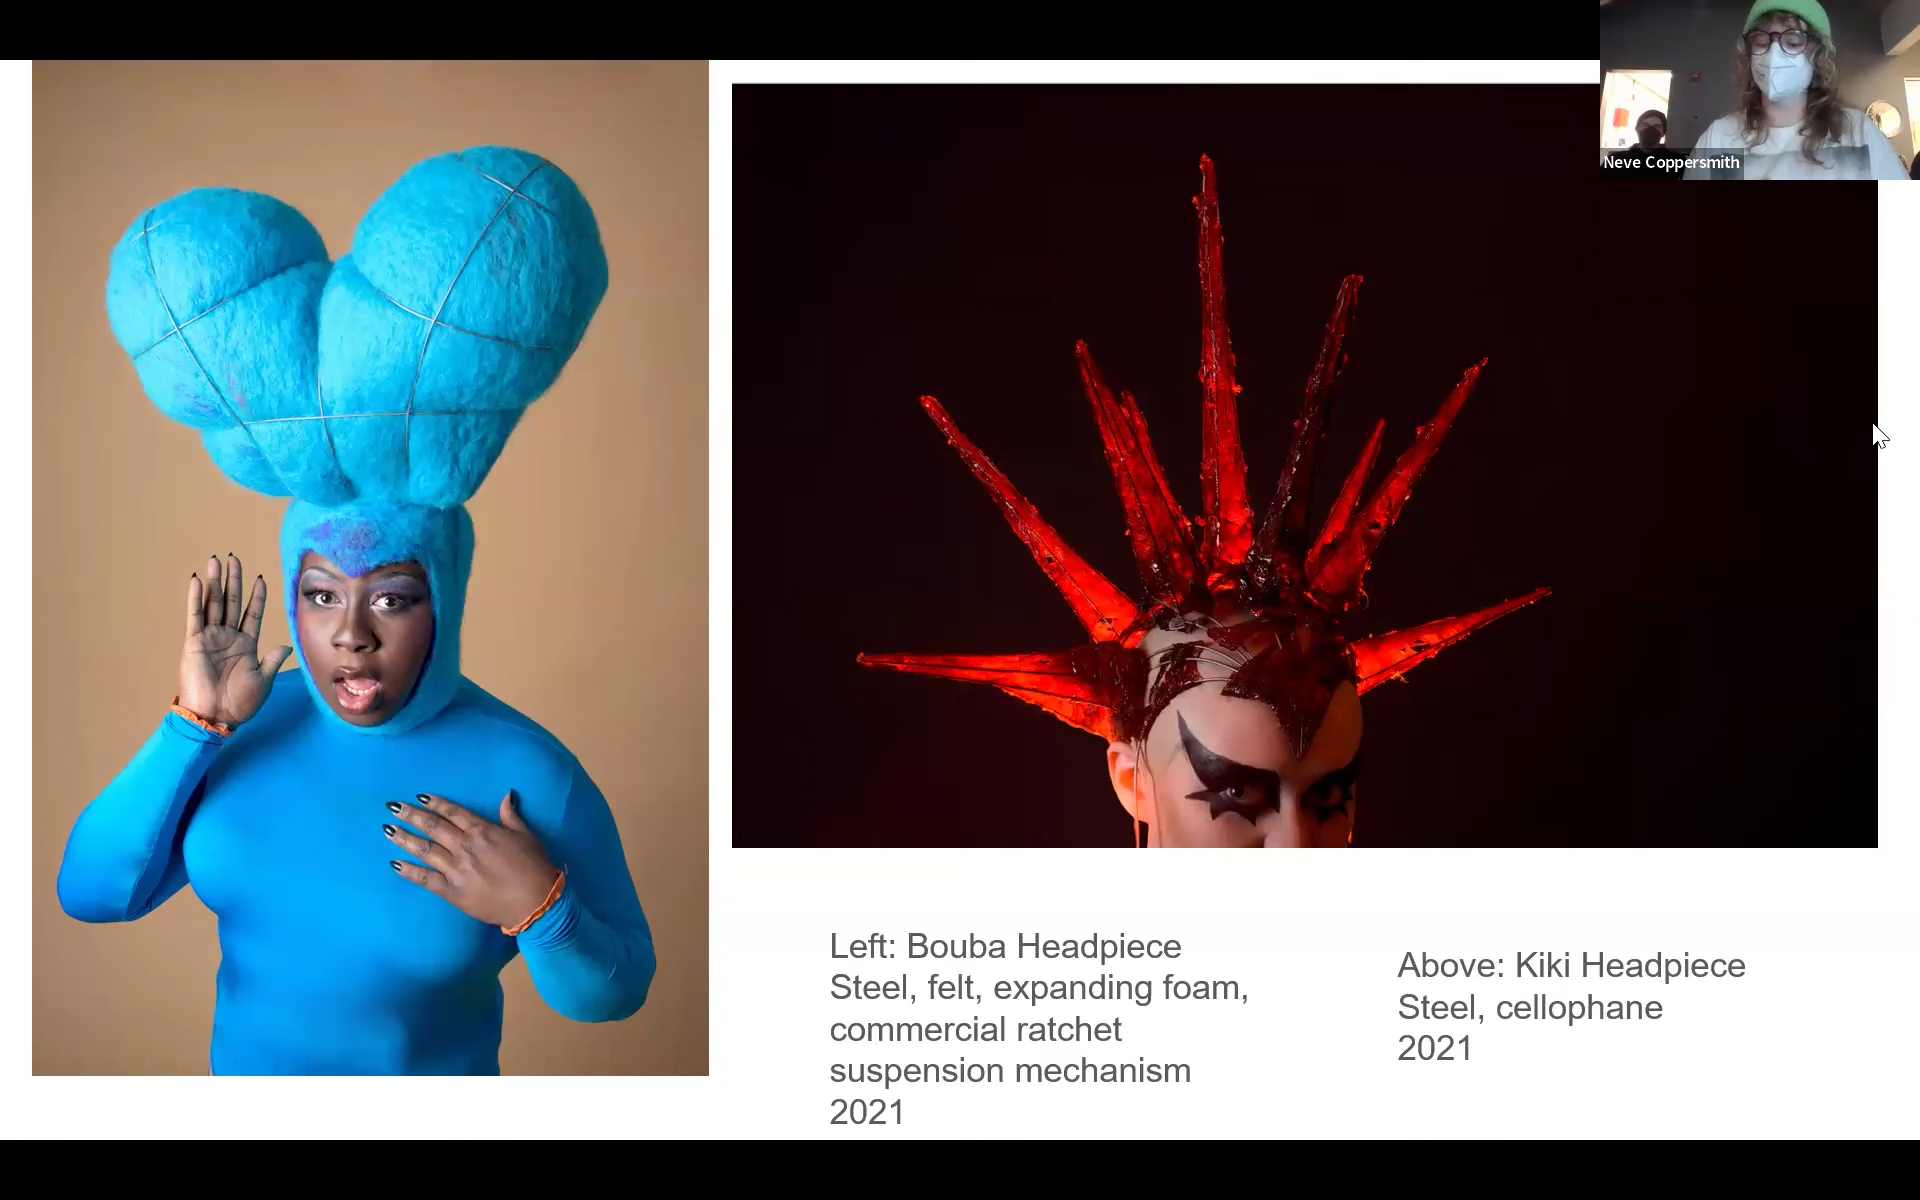 Neve Coppersmith
Left: Bouba Headpiece
Steel, felt, expanding foam,
commercial ratchet
suspension mechanism
2021
Above: Kiki Headpiece
Steel, cellophane
2021